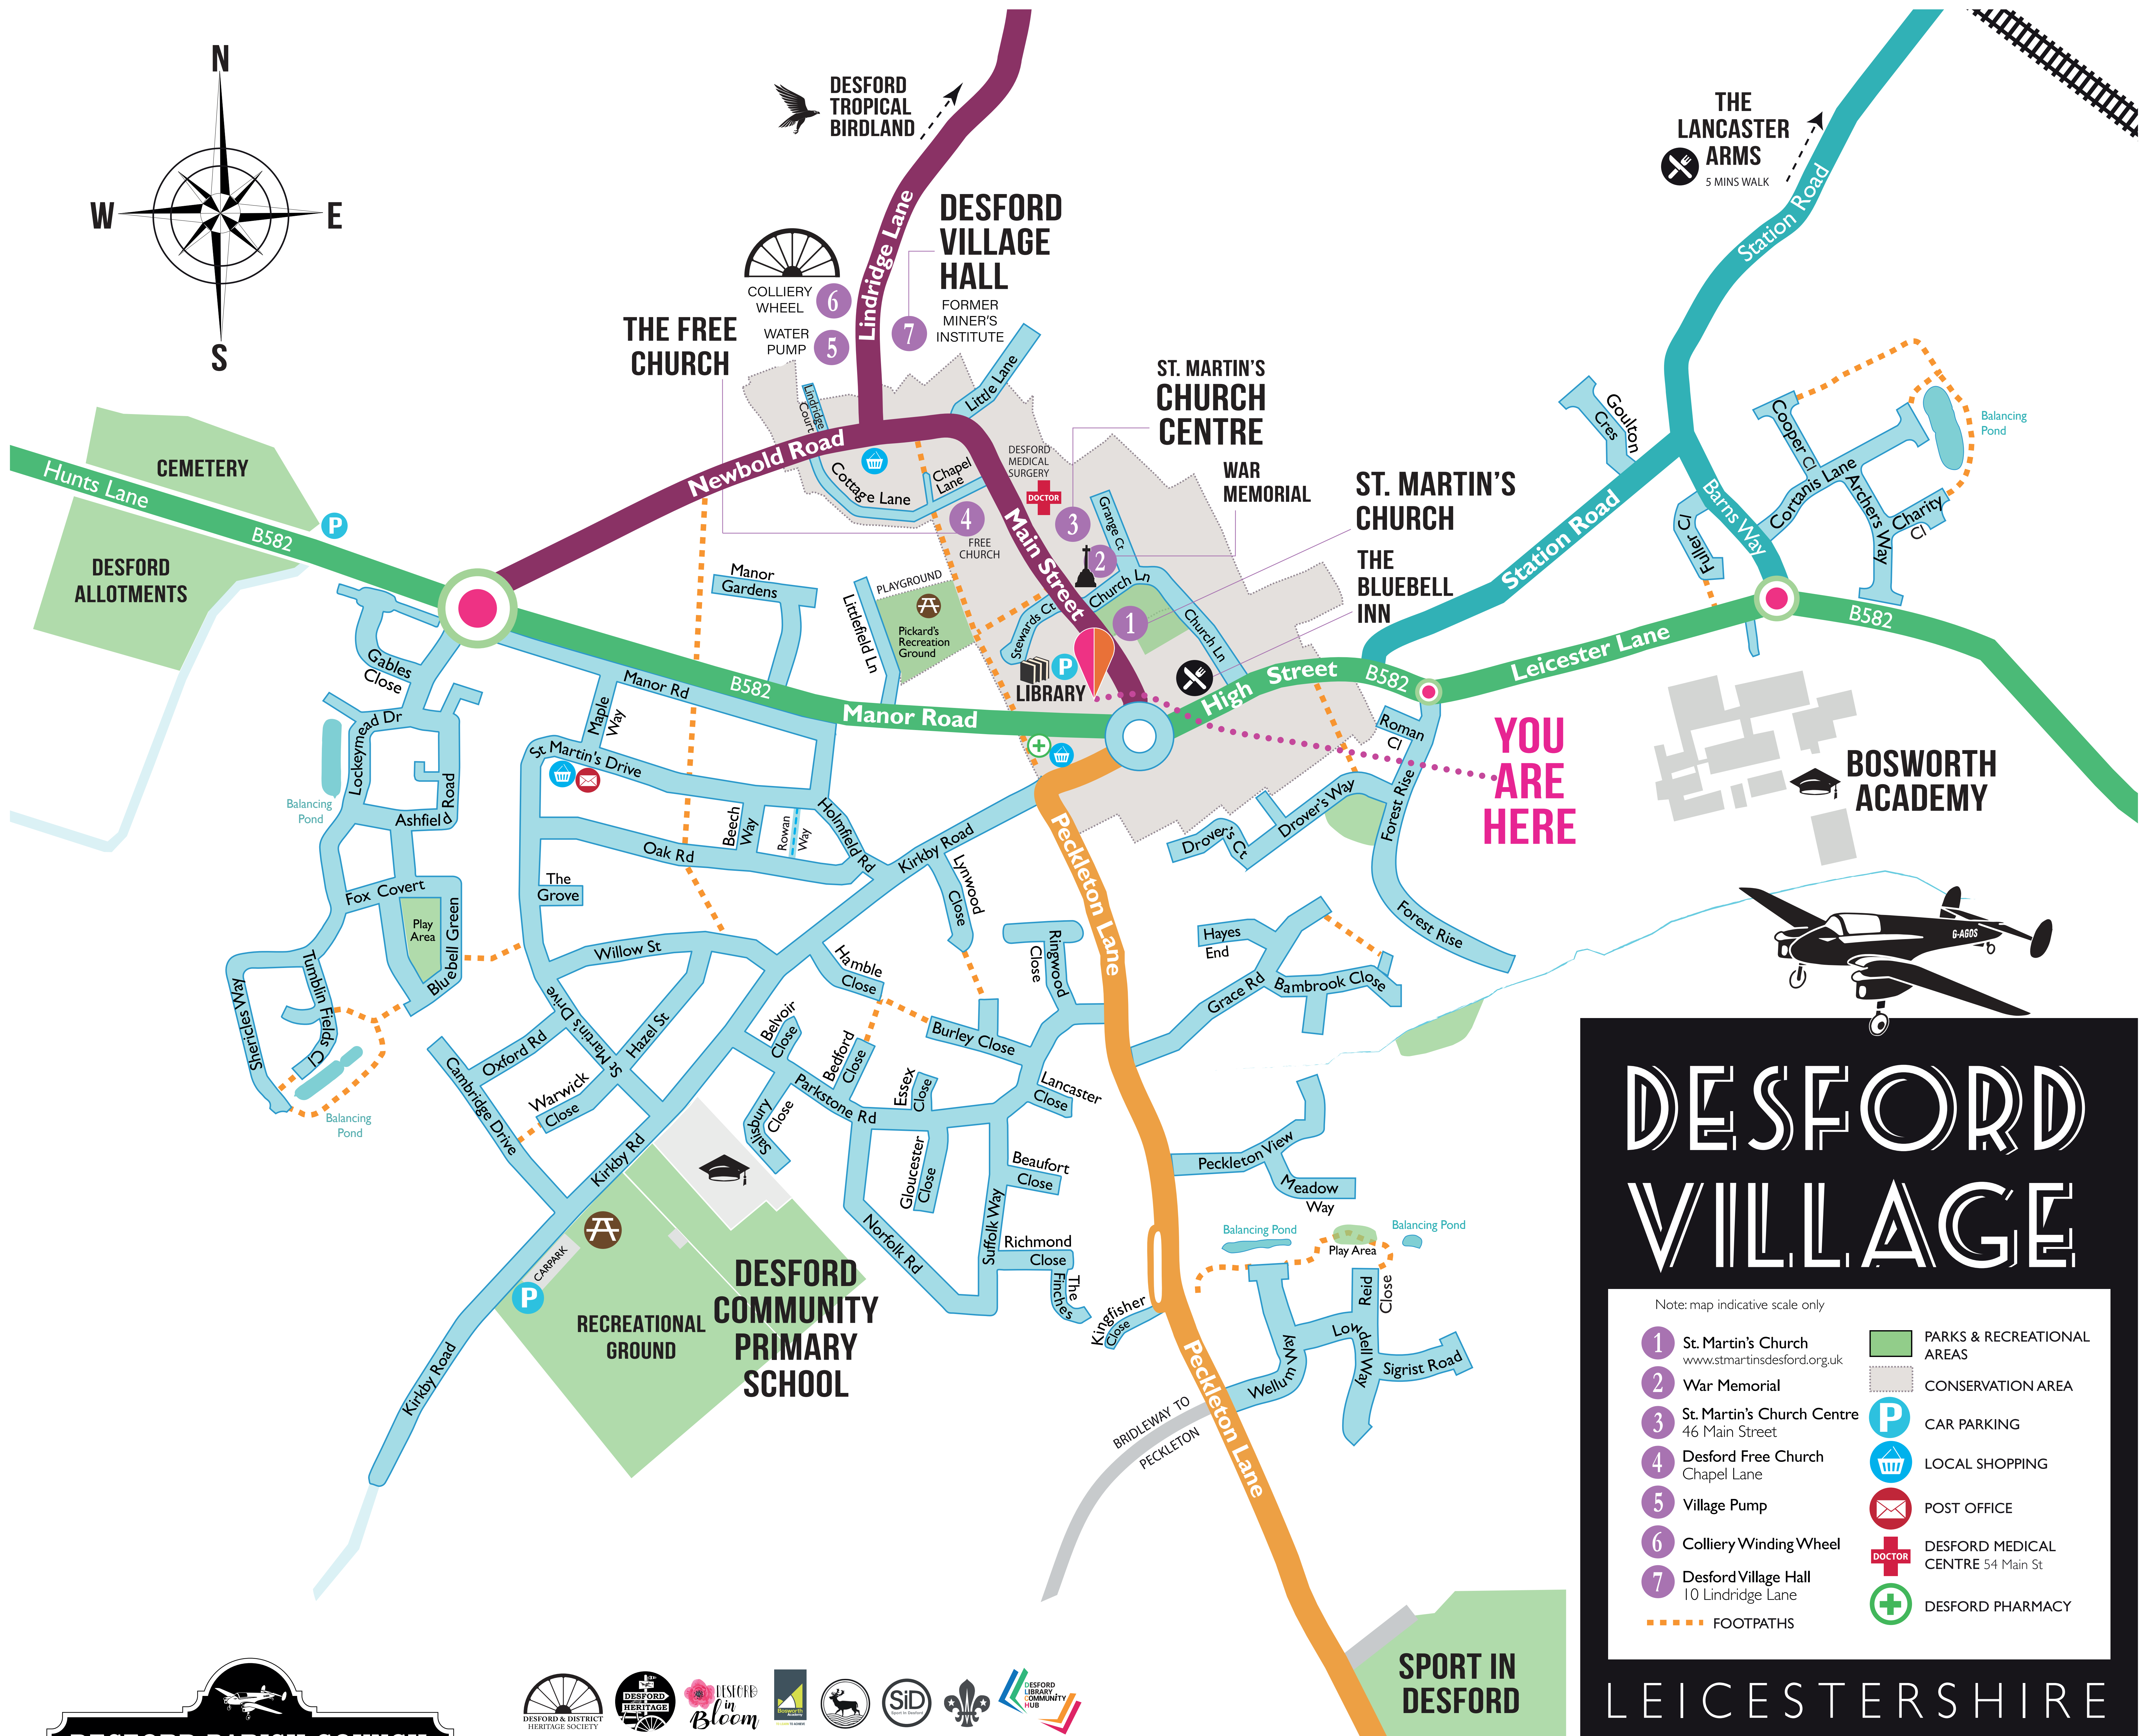 N
W
E
S
DESFORD
TROPICAL
BIRDLAND
THE
LANCASTER
ARMS
5 MINS WALK
Station Road
Lindridge Lane
DESFORD
VILLAGE
HALL
FORMER
MINER'S
INSTITUTE
COLLIERY
WHEEL
6
WATER
PUMP
5
7
THE FREE
CHURCH
Little Lane
Lindridge
Court
ST. MARTIN'S
CHURCH
CENTRE
WAR
MEMORIAL
ST. MARTIN'S
CHURCH
THE
BLUEBELL
INN
Goulton
Cres
Cooper Cl
Balancing
Pond
Cortanis Lane
Archers Way
Charity
Cl
Barns Way
Fuller Cl
Station Road
CEMETERY
Hunts Lane
B582
P
DESFORD
ALLOTMENTS
Newbold Road
Cottage Lane
Chapel
Lane
DESFORD
MEDICAL
SURGERY
DOCTOR
4
FREE
CHURCH
3
Grange Ct
2
Main Street
Church Ln
Stewards Ct
1
Church Ln
PLAYGROUND
Pickard's
Recreation
Ground
Littlefield Ln
Manor
Gardens
P
LIBRARY
High Street
B582
Leicester Lane
B582
Manor Rd
B582
Manor Road
Gables
Close
Lockeymead Dr
Maple
Way
St Martin's Drive
Balancing
Pond
Ashfield Road
Beech
Way
Rowan
Way
Holmfield Rd
Oak Rd
Kirkby Road
Lynwood
Close
Peckleton Lane
Roman
Cl
Forest Rise
Drover's Way
Drover's Ct
YOU
ARE
HERE
BOSWORTH
ACADEMY
G-AGOS
Forest Rise
The
Grove
Fox Covert
Play
Area
Bluebell Green
Willow St
Hamble
Close
Ringwood
Close
Hayes
End
Grace Rd
Bambrook Close
Tumblin Fields Cl
Shericles Way
Balancing
Pond
St Martin's Drive
Hazel St
Oxford Rd
Cambridge Drive
Warwick
Close
Belvoir
Close
Bedford
Close
Burley Close
Essex
Close
Lancaster
Close
Parkstone Rd
Salisbury
Close
Gloucester
Close
Beaufort
Close
Suffolk Way
Norfolk Rd
Richmond
Close
The
Finches
Kingfisher
Close
Kirkby Rd
CARPARK
P
Kirkby Road
RECREATIONAL
GROUND
DESFORD
COMMUNITY
PRIMARY
SCHOOL
Peckleton View
Meadow
Way
Balancing Pond
Play Area
Balancing Pond
Reid
Close
Wellum Way
Lowdell Way
Sigrist Road
Peckleton Lane
BRIDLEWAY TO
PECKLETON
SPORT IN
DESFORD
DESFORD
VILLAGE
Note: map indicative scale only
1 St. Martin's Church
www.stmartinsdesford.org.uk
2 War Memorial
3 St. Martin's Church Centre
46 Main Street
4 Desford Free Church
Chapel Lane
5 Village Pump
6 Colliery Winding Wheel
7 Desford Village Hall
10 Lindridge Lane
FOOTPATHS
PARKS & RECREATIONAL
AREAS
CONSERVATION AREA
P CAR PARKING
LOCAL SHOPPING
POST OFFICE
DOCTOR
DESFORD MEDICAL
CENTRE 54 Main St
DESFORD PHARMACY
LEICESTERSHIRE
DESFORD & DISTRICT
HERITAGE SOCIETY
DESFORD
HERITAGE
DESFORD
in
Bloom
Bosworth
Academy
SiD
Sport in Desford
DESFORD
LIBRARY
COMMUNITY
HUB